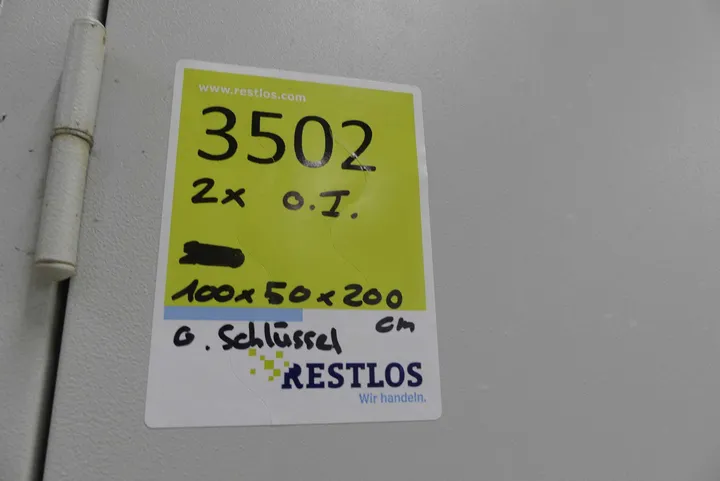 www.restlos.com
3502
2x O.I.
100x50x200
cm
O. Schlüssel
RESTLOS
Wir handeln.